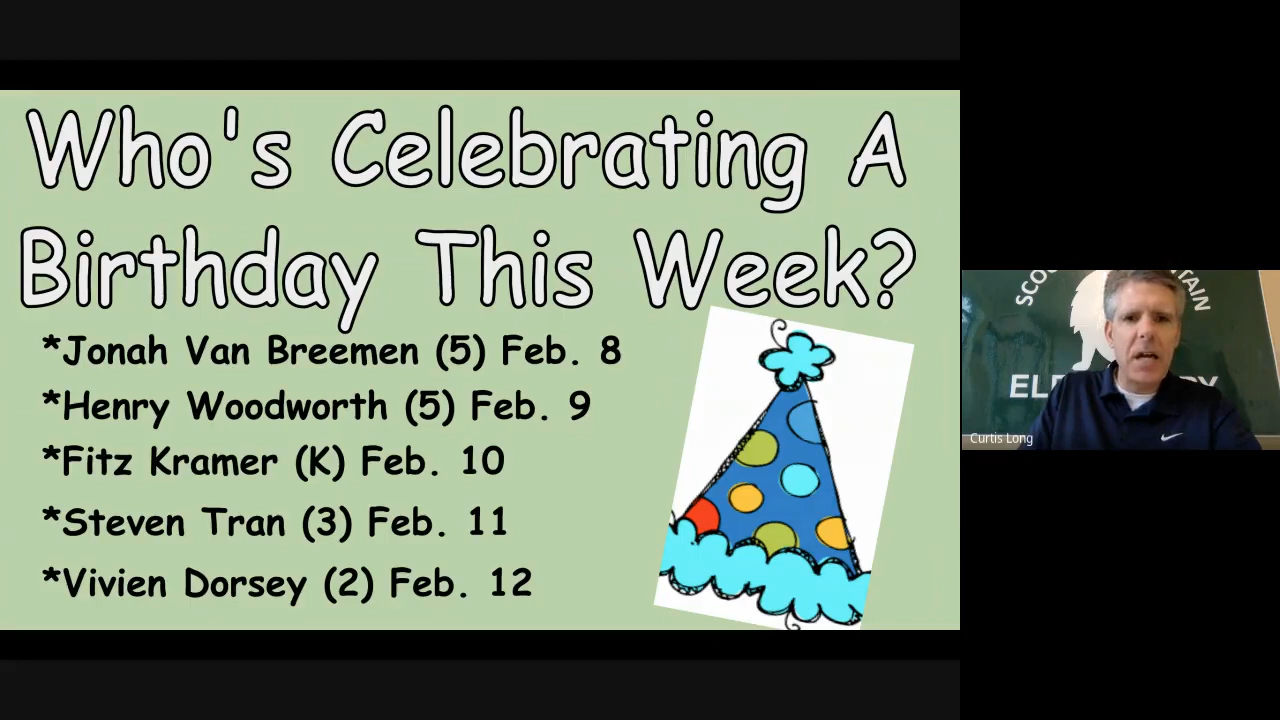 Who's Celebrating A
Birthday This Week?
*Jonah Van Breemen (5) Feb. 8
*Henry Woodworth (5) Feb. 9
*Fitz Kramer (K) Feb. 10
*Steven Tran (3) Feb. 11
*Vivien Dorsey (2) Feb. 12
Curtis Long